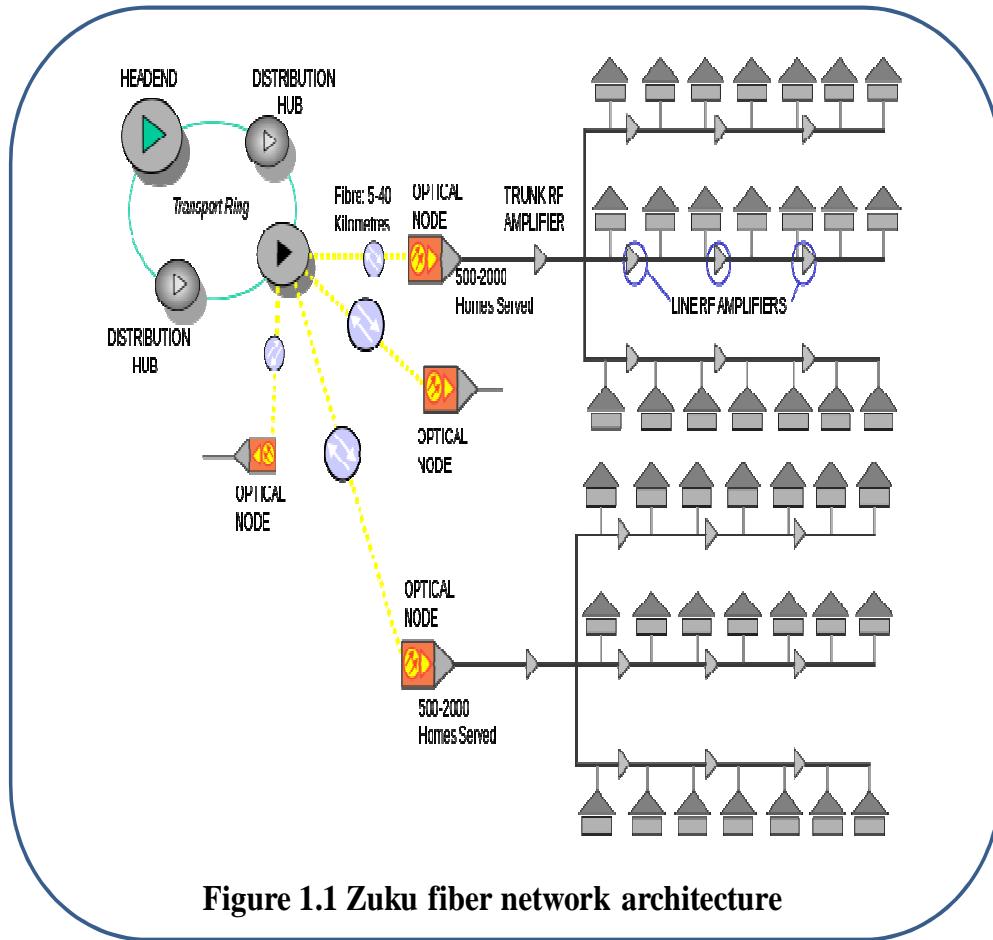 HEADEND
DISTRIBUTION
HUB
Transport Ring
Fibre: 5-40
Kilometres
OPTICAL
NODE
TRUNK RF
AMPLIFIER
500-2000
Homes Served
LINE RF AMPLIFIERS
DISTRIBUTION
HUB
OPTICAL
NODE
OPTICAL
NODE
OPTICAL
NODE
500-2000
Homes Served
Figure 1.1 Zuku fiber network architecture